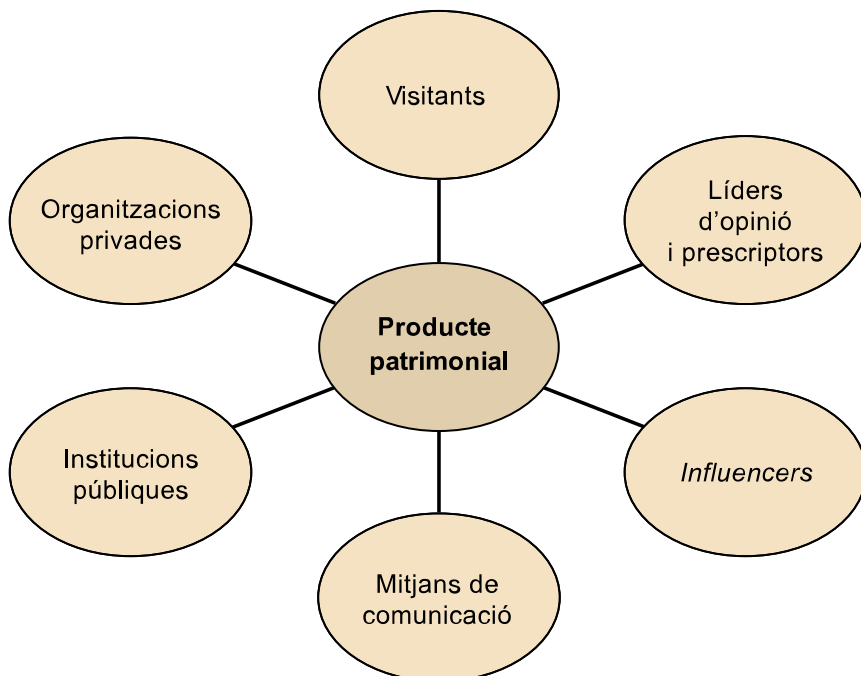 Visitants
Organitzacions
privades
Líders
d'opinió
i prescriptors
Producte
patrimonial
Institucions
públiques
Influencers
Mitjans de
comunicació